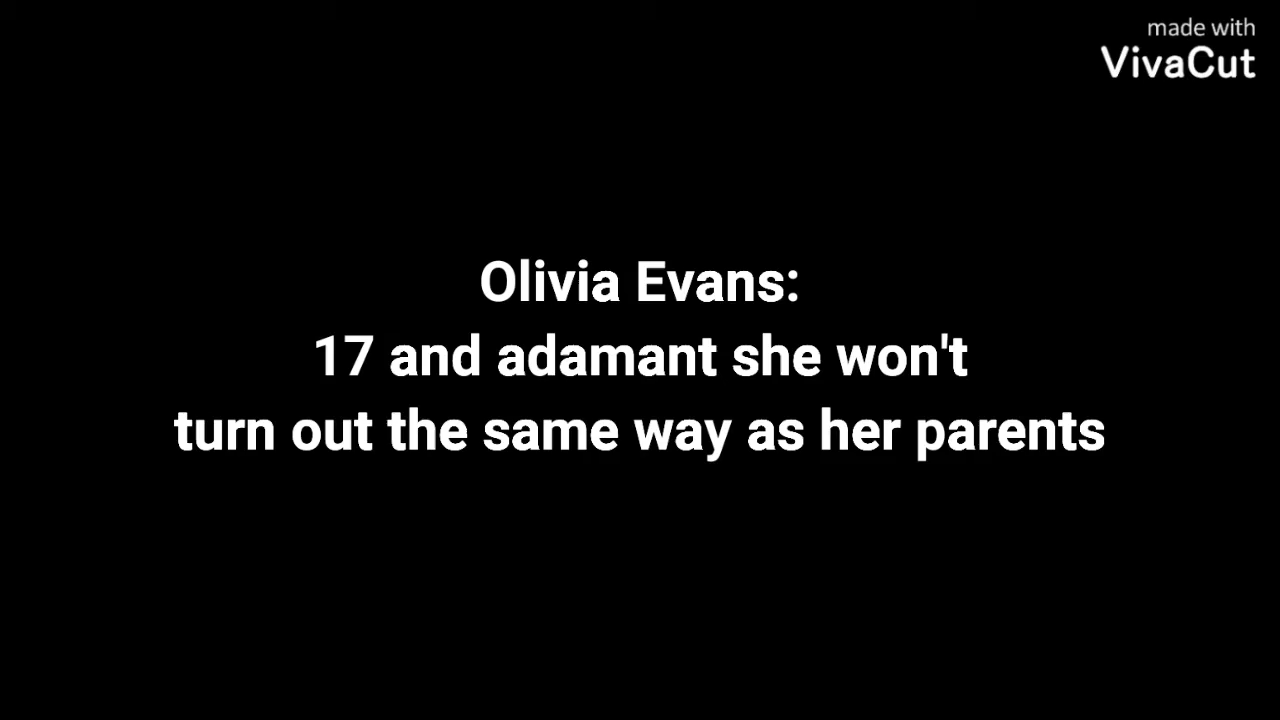 made with
VivaCut
Olivia Evans:
17 and adamant she won't
turn out the same way as her parents